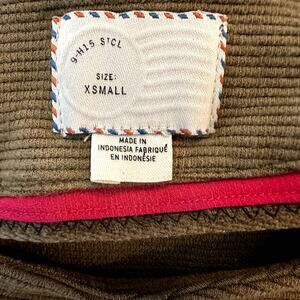 9-H15 STCL
SIZE:
XSMALL
MADE IN
INDONESIA FABRIQUÉ
EN INDONÉSIE